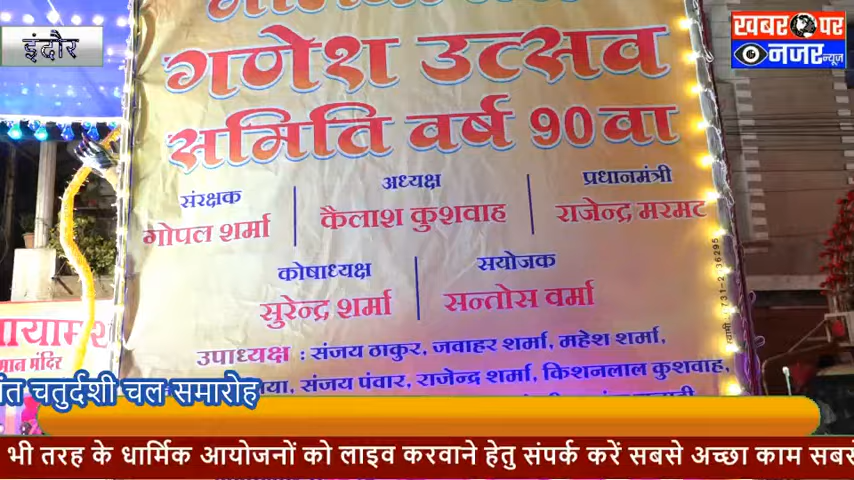 इंदौर
खबर पर
नजर न्यूज
गणेश उत्सव
समिति वर्ष 90वा
संरक्षक
गोपल शर्मा
अध्यक्ष
कैलाश कुशवाह
प्रधानमंत्री
राजेन्द्र मरमट
कोषाध्यक्ष
सुरेन्द्र शर्मा
सयोजक
सन्तोस वर्मा
उपाध्यक्ष : संजय ठाकुर, जवाहर शर्मा, महेश शर्मा,
संजय पंवार, राजेन्द्र शर्मा, किशनलाल कुशवाह,
मान मंदिर
चतुर्दशी चल समारोह
भी तरह के धार्मिक आयोजनों को लाइव करवाने हेतु संपर्क करें सबसे अच्छा काम सबसे